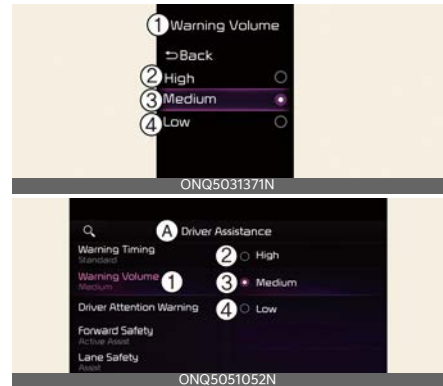 ① Warning Volume
⮌Back
② High
③ Medium
④ Low
ONQ5031371N
Ⓐ Driver Assistance
Warning Timing
Standard
② High
Warning Volume ①
Medium
③ Medium
Driver Attention Warning
④ Low
Forward Safety
Active Assist
Lane Safety
Assist
ONQ5051052N